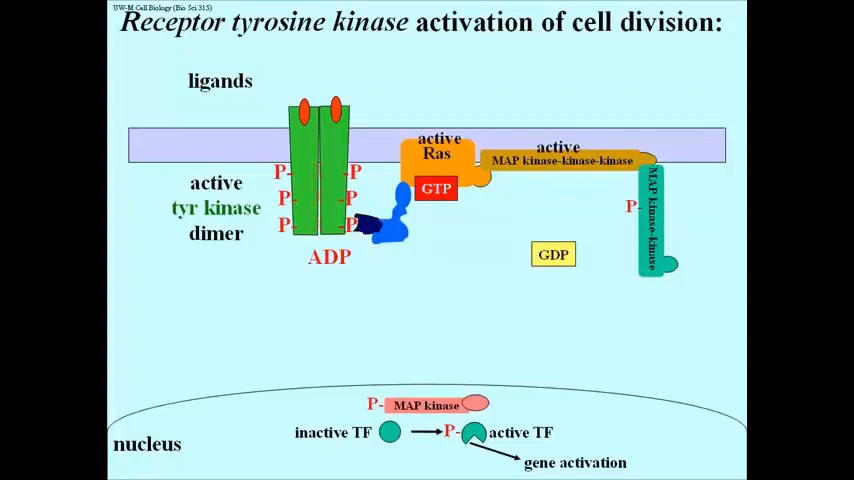 UW-M Cell Biology (Bio Sci 315)
Receptor tyrosine kinase activation of cell division:
ligands
active
Ras
GTP
active
MAP kinase-kinase-kinase
P-
-P
P-
-P
P-
-P
active
tyr kinase
dimer
ADP
P-
MAP kinase-kinase
GDP
P-
MAP kinase
inactive TF
P-
active TF
nucleus
gene activation